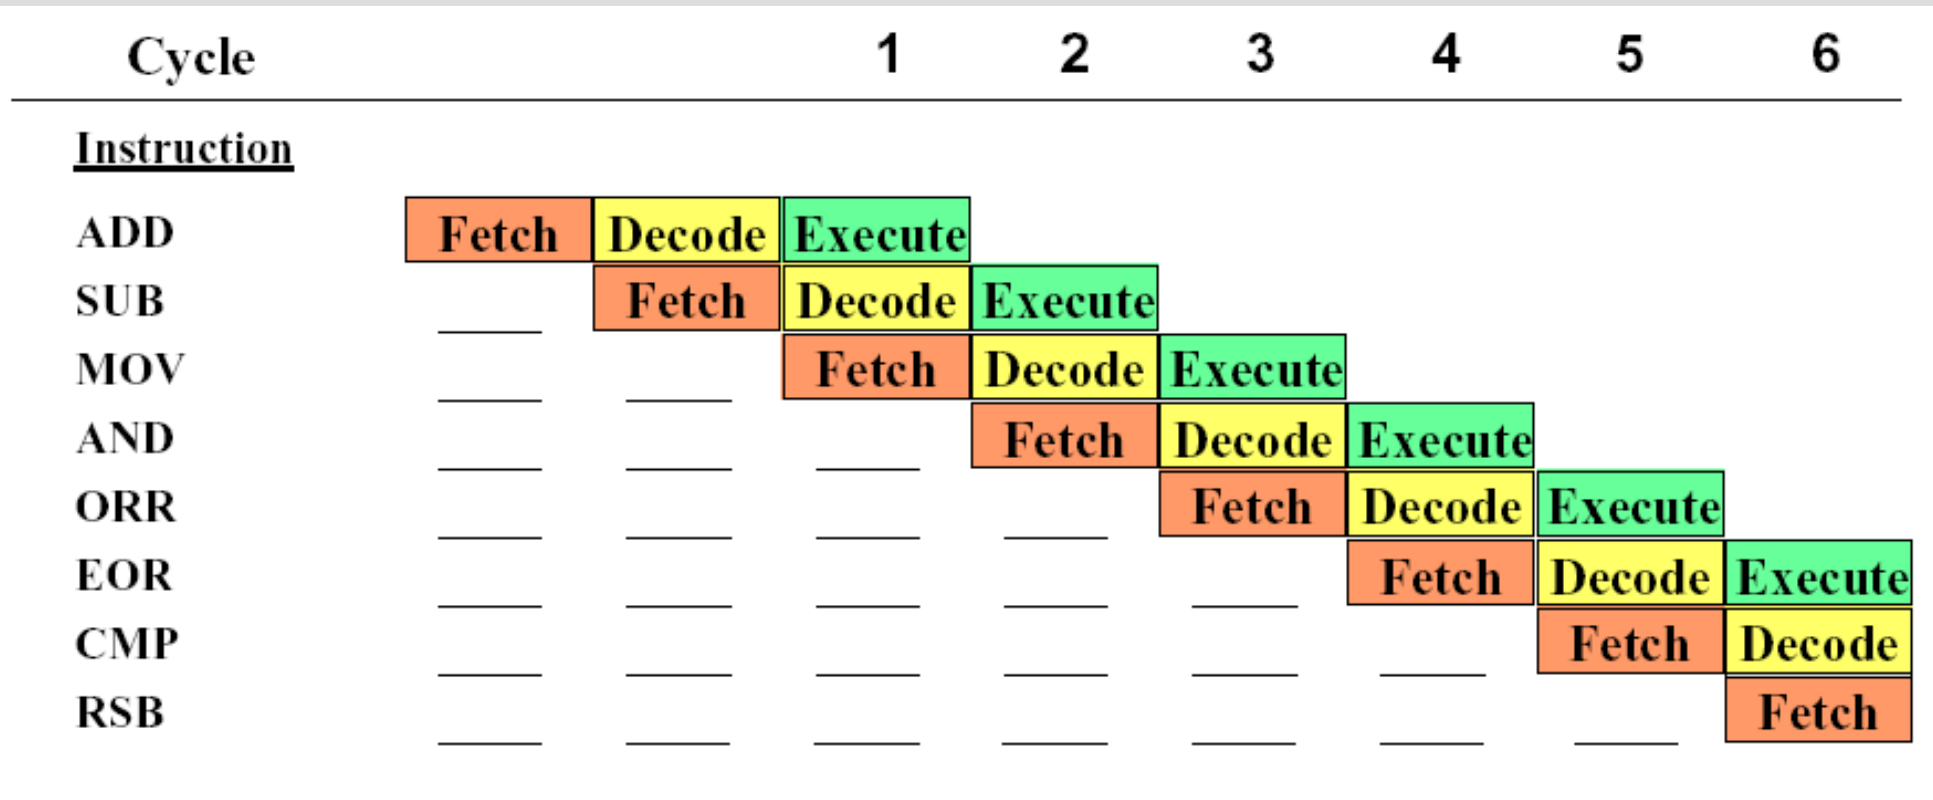 Cycle 1 2 3 4 5 6
Instruction
ADD Fetch Decode Execute
SUB Fetch Decode Execute
MOV Fetch Decode Execute
AND Fetch Decode Execute
ORR Fetch Decode Execute
EOR Fetch Decode Execute
CMP Fetch Decode
RSB Fetch